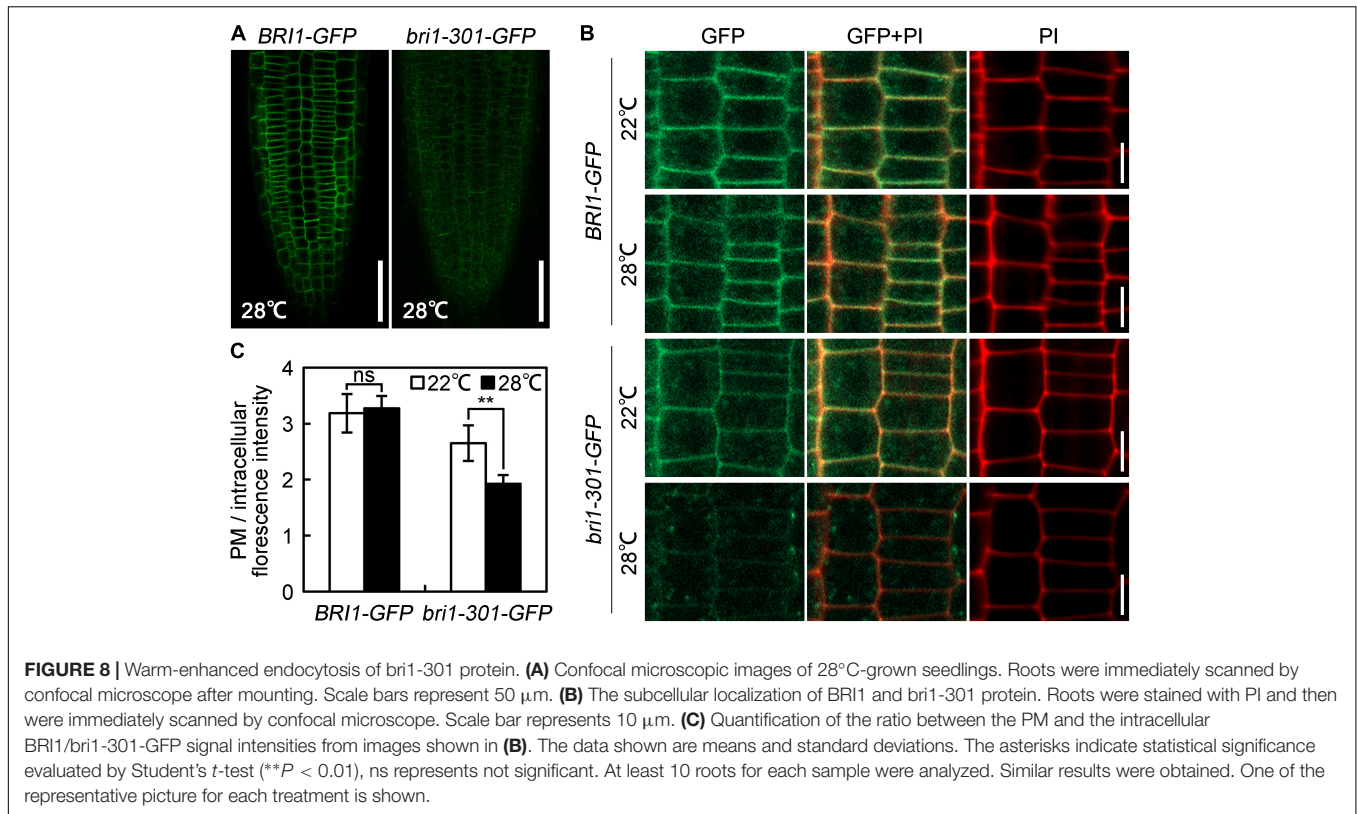 A
BRI1-GFP
bri1-301-GFP
28℃
28℃
B
GFP
GFP+PI
PI
BRI1-GFP
22℃
28℃
bri1-301-GFP
22℃
28℃
C
PM / intracellular
florescence intensity
4
3
2
1
0
ns
22℃
28℃
**
BRI1-GFP
bri1-301-GFP
FIGURE 8 | Warm-enhanced endocytosis of bri1-301 protein. (A) Confocal microscopic images of 28°C-grown seedlings. Roots were immediately scanned by
confocal microscope after mounting. Scale bars represent 50 μm. (B) The subcellular localization of BRI1 and bri1-301 protein. Roots were stained with PI and then
were immediately scanned by confocal microscope. Scale bar represents 10 μm. (C) Quantification of the ratio between the PM and the intracellular
BRI1/bri1-301-GFP signal intensities from images shown in (B). The data shown are means and standard deviations. The asterisks indicate statistical significance
evaluated by Student's t-test (**P < 0.01), ns represents not significant. At least 10 roots for each sample were analyzed. Similar results were obtained. One of the
representative picture for each treatment is shown.